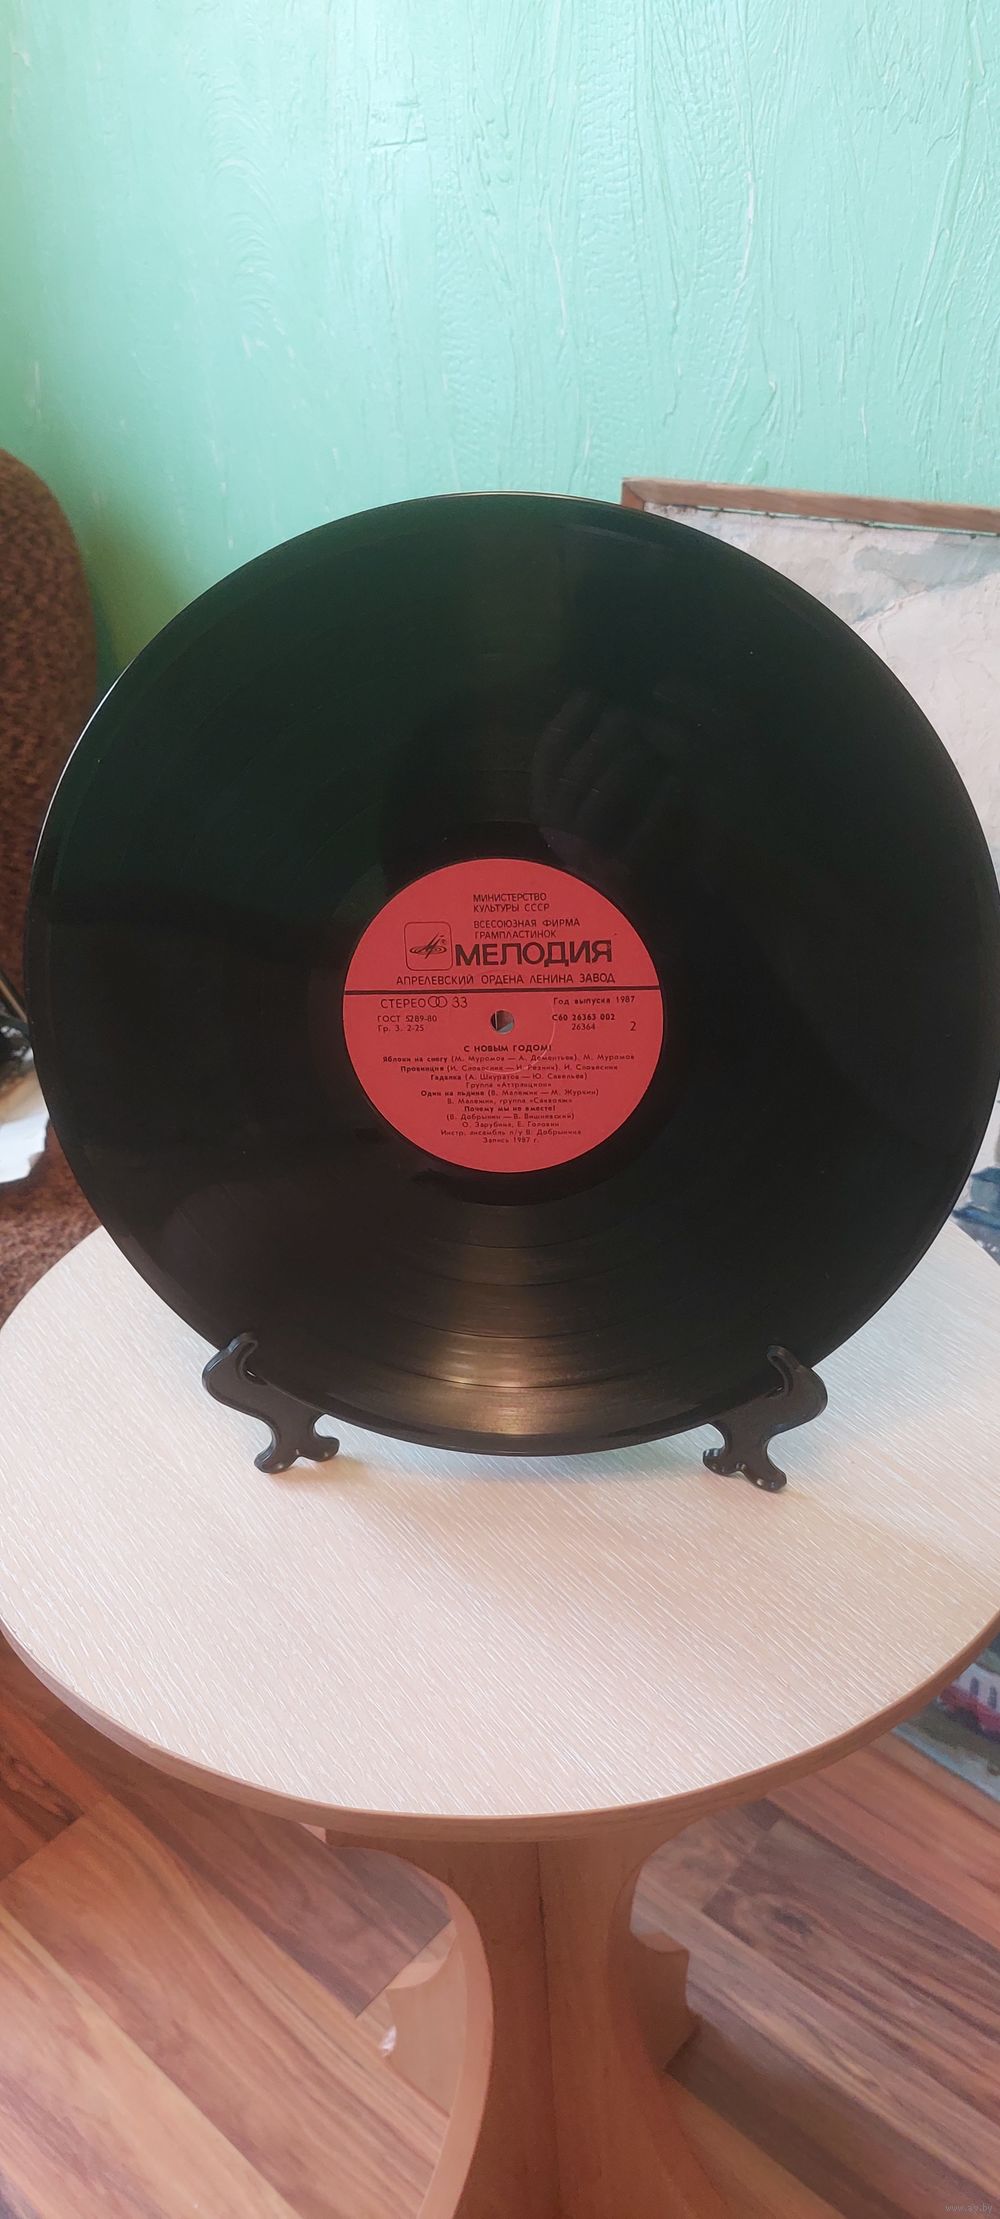 МИНИСТЕРСТВО
КУЛЬТУРЫ СССР
ВСЕСОЮЗНАЯ ФИРМА
ГРАМПЛАСТИНОК
МЕЛОДИЯ
АПРЕЛЕВСКИЙ ОРДЕНА ЛЕНИНА ЗАВОД
СТЕРЕО 33 Год выпуска 1987
ГОСТ 5289-80 С60 26363 002
Гр. 3. 2-25 26364 2
С НОВЫМ ГОДОМ!
Яблоки на снегу (М. Муромов — А. Дементьев). М. Муромов
Провинция (И. Словесник — И. Резник). И. Словесник
Гадалка (А. Шкуратов — Ю. Савельев)
Группа «Аттракцион»
Один на льдине (В. Малежик — М. Журкин)
В. Малежик, группа «Саквояж»
Почему мы не вместе!
(В. Добрынин — В. Вишневский)
О. Зарубина, Е. Головин
Инстр. ансамбль п/у В. Добрынина
Запись 1987 г.
www.ay.by